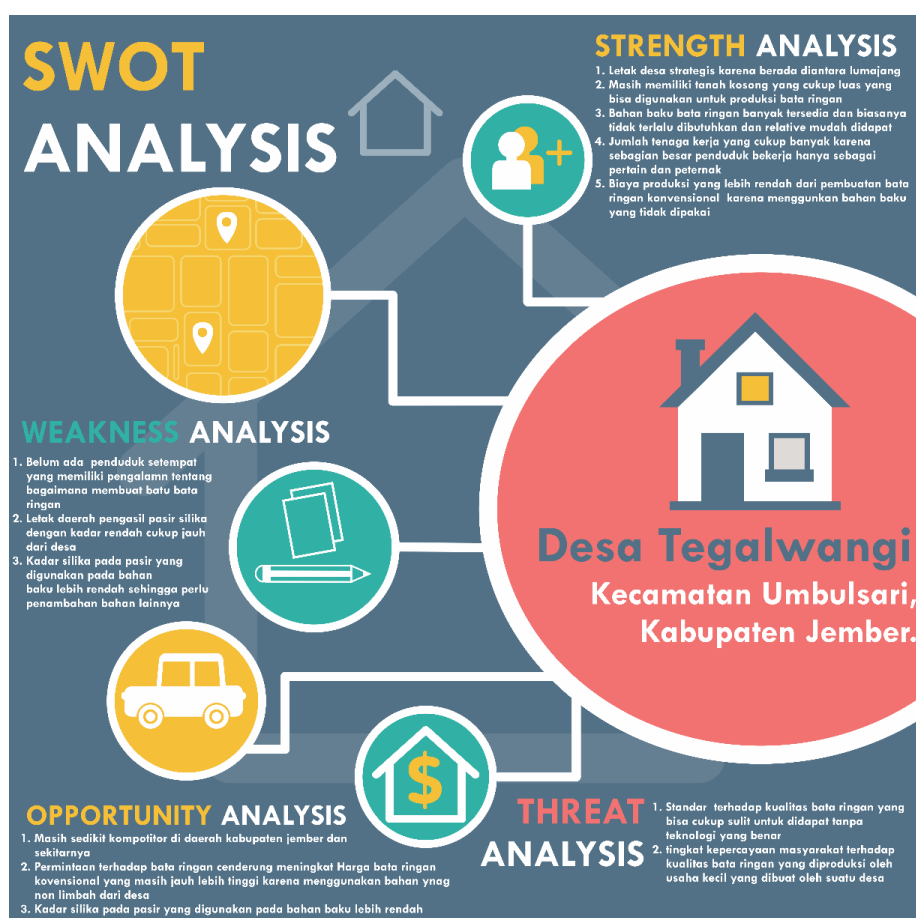 SWOT
ANALYSIS
STRENGTH ANALYSIS
1. Letak desa strategis karena berada diantara lumajang
2. Masih memiliki tanah kosong yang cukup luas yang
bisa digunakan untuk produksi bata ringan
3. Bahan baku bata ringan banyak tersedia dan biasanya
tidak terlalu dibutuhkan dan relative mudah didapat
4. Jumlah tenaga kerja yang cukup banyak karena
sebagian besar penduduk bekerja hanya sebagai
pertain dan peternak
5. Biaya produksi yang lebih rendah dari pembuatan bata
ringan konvensional karena menggunkan bahan baku
yang tidak dipakai
WEAKNESS ANALYSIS
1. Belum ada penduduk setempat
yang memiliki pengalamn tentang
bagaimana membuat batu bata
ringan
2. Letak daerah pengasil pasir silika
dengan kadar rendah cukup jauh
dari desa
3. Kadar silika pada pasir yang
digunakan pada bahan
baku lebih rendah sehingga perlu
penambahan bahan lainnya
Desa Tegalwangi
Kecamatan Umbulsari,
Kabupaten Jember.
$
OPPORTUNITY ANALYSIS
1. Masih sedikit kompotitor di daerah kabupaten jember dan
sekitarnya
2. Permintaan terhadap bata ringan cenderung meningkat Harga bata ringan
kovensional yang masih jauh lebih tinggi karena menggunakan bahan ynag
non limbah dari desa
3. Kadar silika pada pasir yang digunakan pada bahan baku lebih rendah
THREAT
ANALYSIS
1. Standar terhadap kualitas bata ringan yang
bisa cukup sulit untuk didapat tanpa
teknologi yang benar
2. tingkat kepercayaan masyarakat terhadap
kualitas bata ringan yang diproduksi oleh
usaha kecil yang dibuat oleh suatu desa